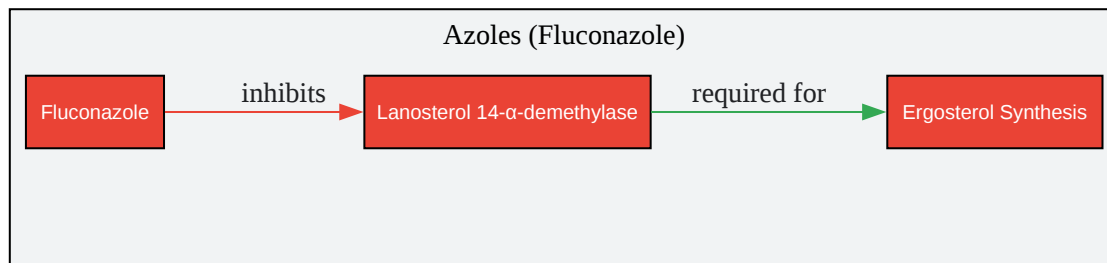 Azoles (Fluconazole)
Fluconazole
inhibits
Lanosterol 14-α-demethylase
required for
Ergosterol Synthesis